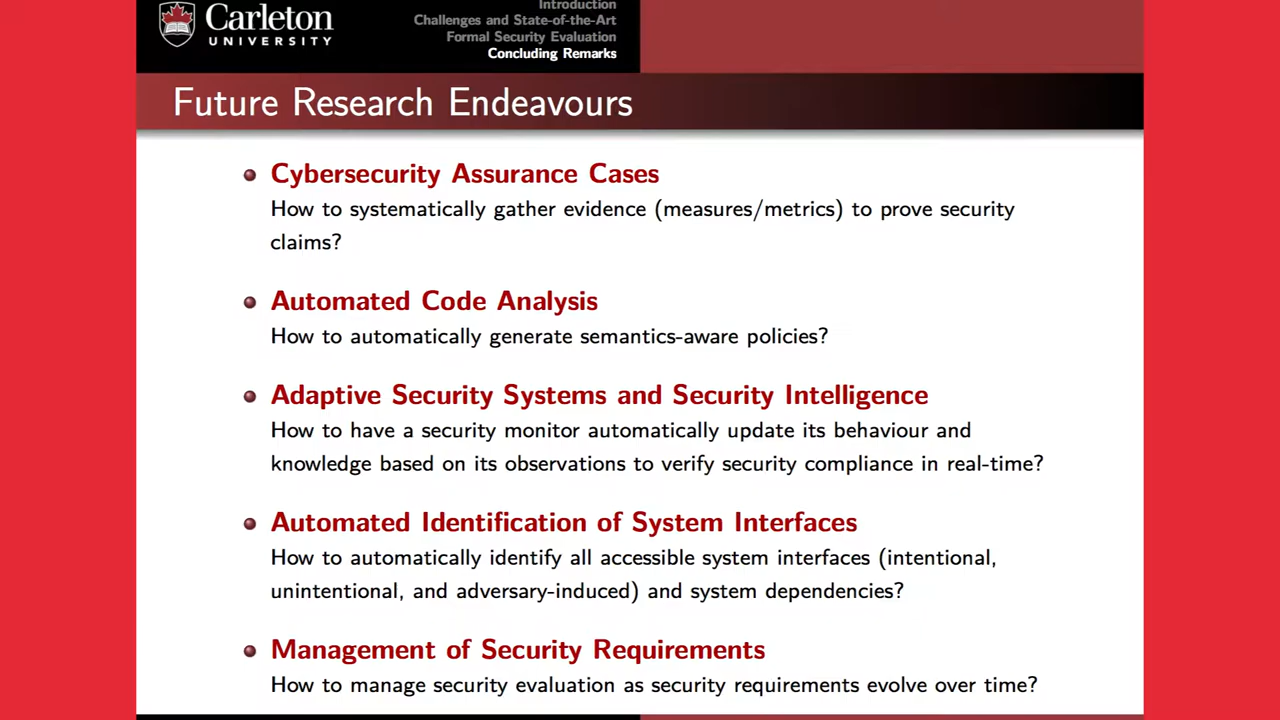 Carleton
UNIVERSITY
Introduction
Challenges and State-of-the-Art
Formal Security Evaluation
Concluding Remarks
Future Research Endeavours
Cybersecurity Assurance Cases
How to systematically gather evidence (measures/metrics) to prove security
claims?
Automated Code Analysis
How to automatically generate semantics-aware policies?
Adaptive Security Systems and Security Intelligence
How to have a security monitor automatically update its behaviour and
knowledge based on its observations to verify security compliance in real-time?
Automated Identification of System Interfaces
How to automatically identify all accessible system interfaces (intentional,
unintentional, and adversary-induced) and system dependencies?
Management of Security Requirements
How to manage security evaluation as security requirements evolve over time?